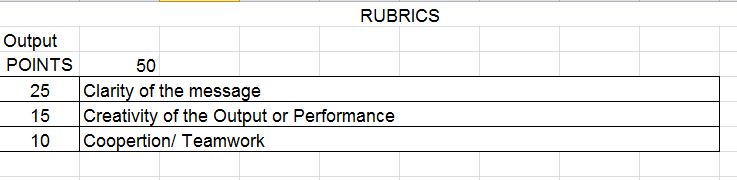 RUBRICS
Output
POINTS 50
25 Clarity of the message
15 Creativity of the Output or Performance
10 Coopertion/ Teamwork